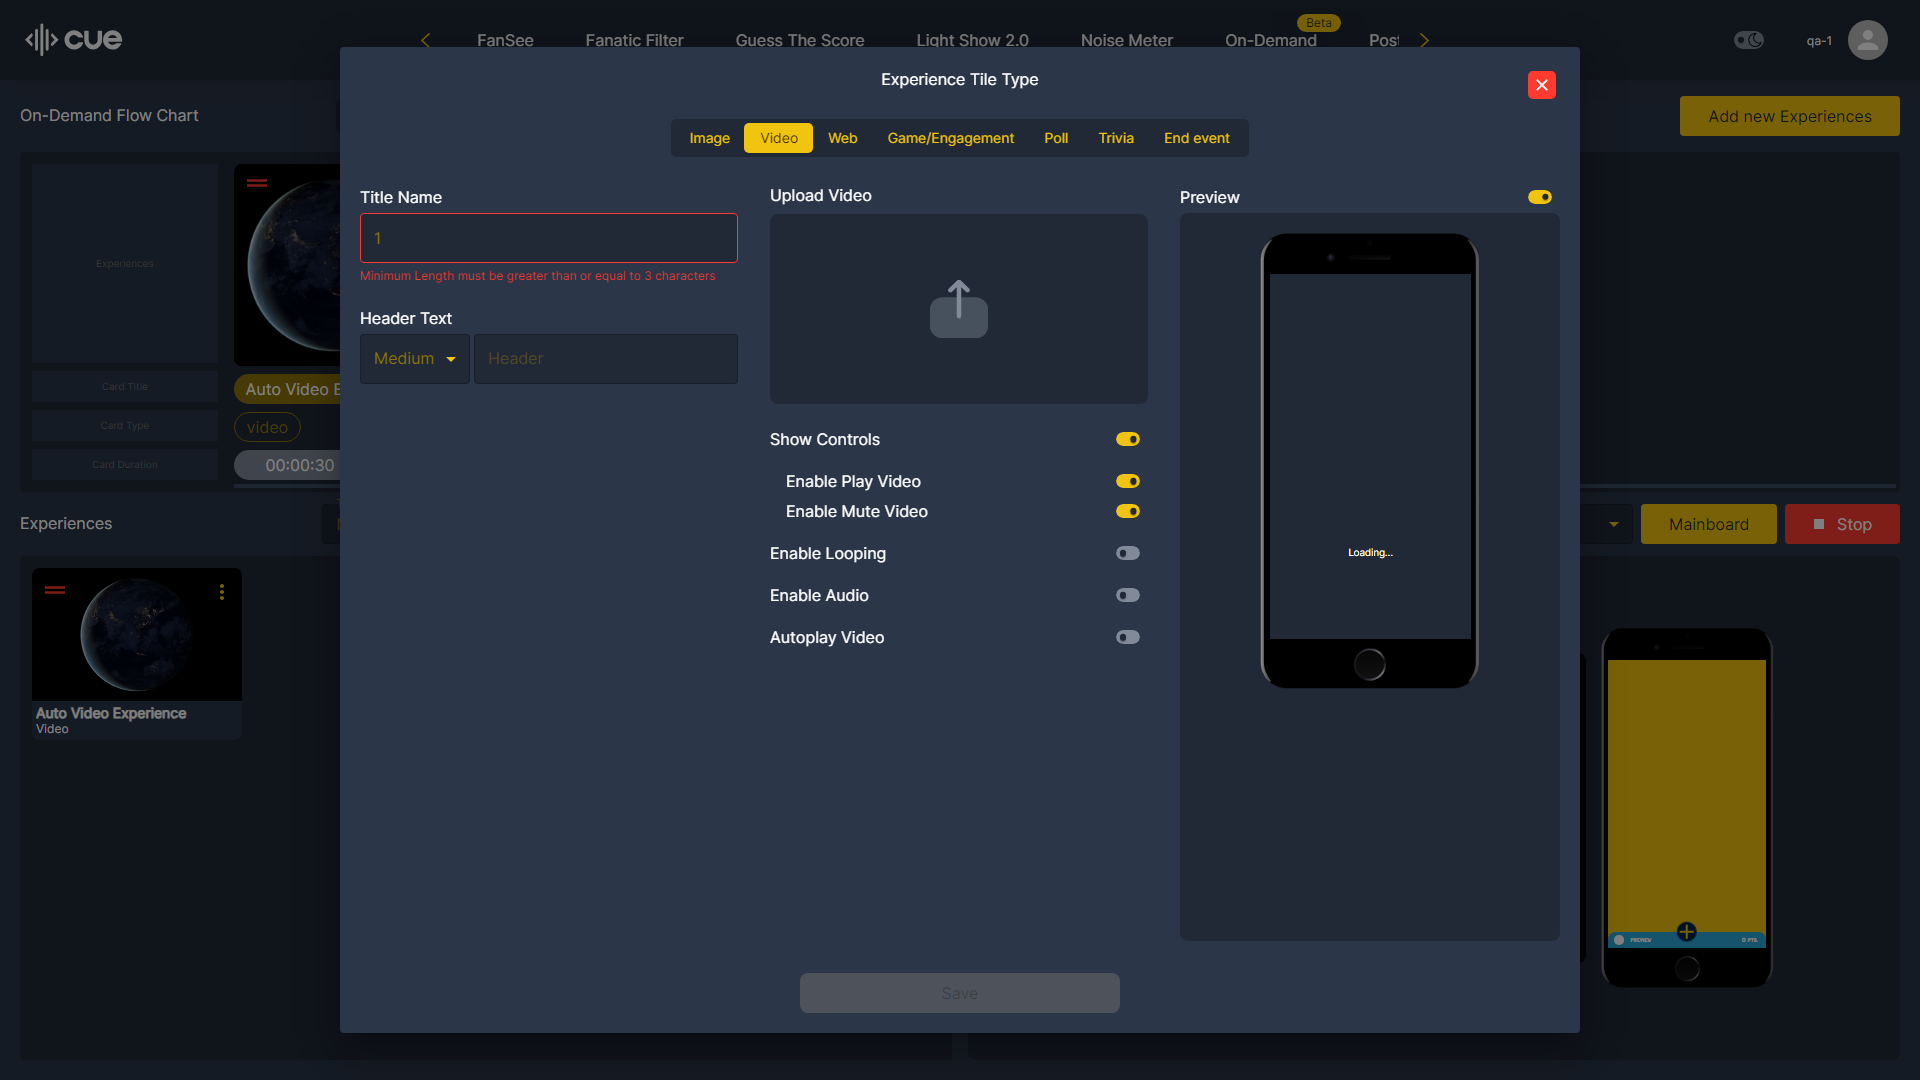 cue
FanSee
Fanatic Filter
Guess The Score
Light Show 2.0
Noise Meter
On-Demand
Beta
qa-1
On-Demand Flow Chart
Add new Experiences
Experiences
Card Title
Card Type
Card Duration
Auto Video
video
00:00:30
Experiences
Mainboard
Stop
Auto Video Experience
Video
Experience Tile Type
Image
Video
Web
Game/Engagement
Poll
Trivia
End event
Title Name
1
Minimum Length must be greater than or equal to 3 characters
Header Text
Medium
Header
Upload Video
Show Controls
Enable Play Video
Enable Mute Video
Enable Looping
Enable Audio
Autoplay Video
Preview
Loading...
Save
PREVIEW
0 PTS.